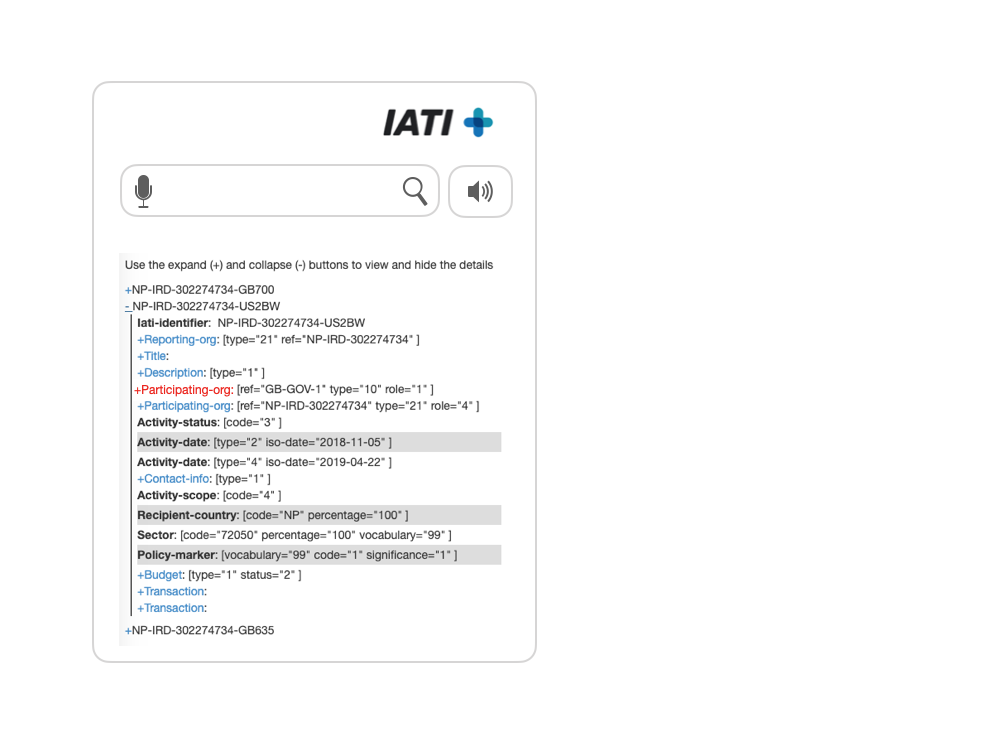 IATI
Use the expand (+) and collapse (-) buttons to view and hide the details
+NP-IRD-302274734-GB700
-_NP-IRD-302274734-US2BW
Iati-identifier: NP-IRD-302274734-US2BW
+Reporting-org: [type="21" ref="NP-IRD-302274734" ]
+Title:
+Description: [type="1" ]
+Participating-org: [ref="GB-GOV-1" type="10" role="1" ]
+Participating-org: [ref="NP-IRD-302274734" type="21" role="4" ]
Activity-status: [code="3" ]
Activity-date: [type="2" iso-date="2018-11-05" ]
Activity-date: [type="4" iso-date="2019-04-22" ]
+Contact-info: [type="1" ]
Activity-scope: [code="4" ]
Recipient-country: [code="NP" percentage="100" ]
Sector: [code="72050" percentage="100" vocabulary="99" ]
Policy-marker: [vocabulary="99" code="1" significance="1" ]
+Budget: [type="1" status="2" ]
+Transaction:
+Transaction:
+NP-IRD-302274734-GB635